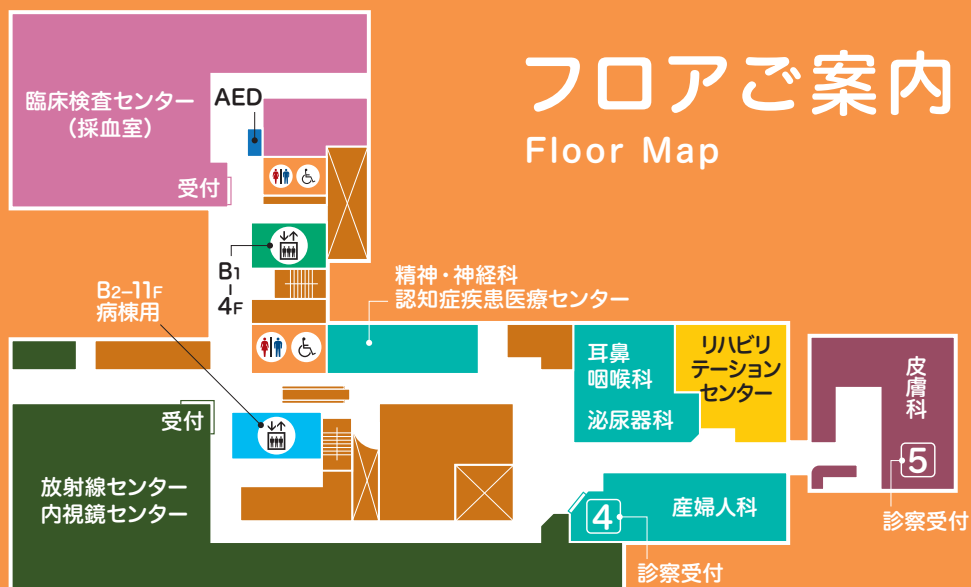 フロアご案内
Floor Map
臨床検査センター
（採血室）
AED
受付
B1
4F
B2–11F
病棟用
精神・神経科
認知症疾患医療センター
耳鼻
咽喉科
泌尿器科
リハビリ
テーション
センター
皮膚科
5
診察受付
受付
放射線センター
内視鏡センター
4
産婦人科
診察受付